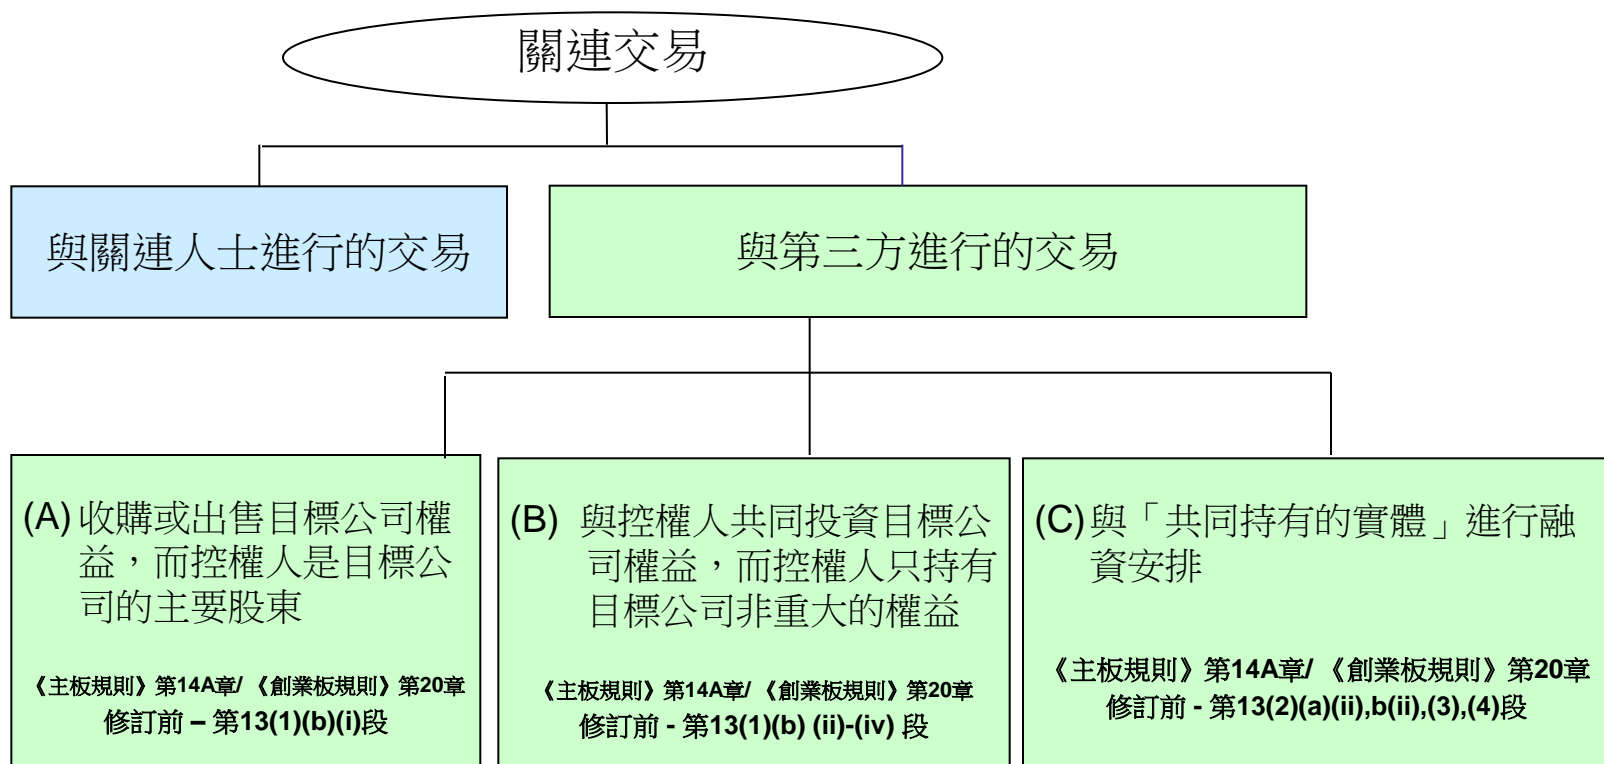 關連交易
與關連人士進行的交易
與第三方進行的交易
(A) 收購或出售目標公司權
益，而控權人是目標公
司的主要股東
《主板規則》第14A章/ 《創業板規則》第20章
修訂前 – 第13(1)(b)(i)段
(B) 與控權人共同投資目標公
司權益，而控權人只持有
目標公司非重大的權益
《主板規則》第14A章/ 《創業板規則》第20章
修訂前 - 第13(1)(b) (ii)-(iv) 段
(C) 與「共同持有的實體」進行融
資安排
《主板規則》第14A章/ 《創業板規則》第20章
修訂前 - 第13(2)(a)(ii),b(ii),(3),(4)段